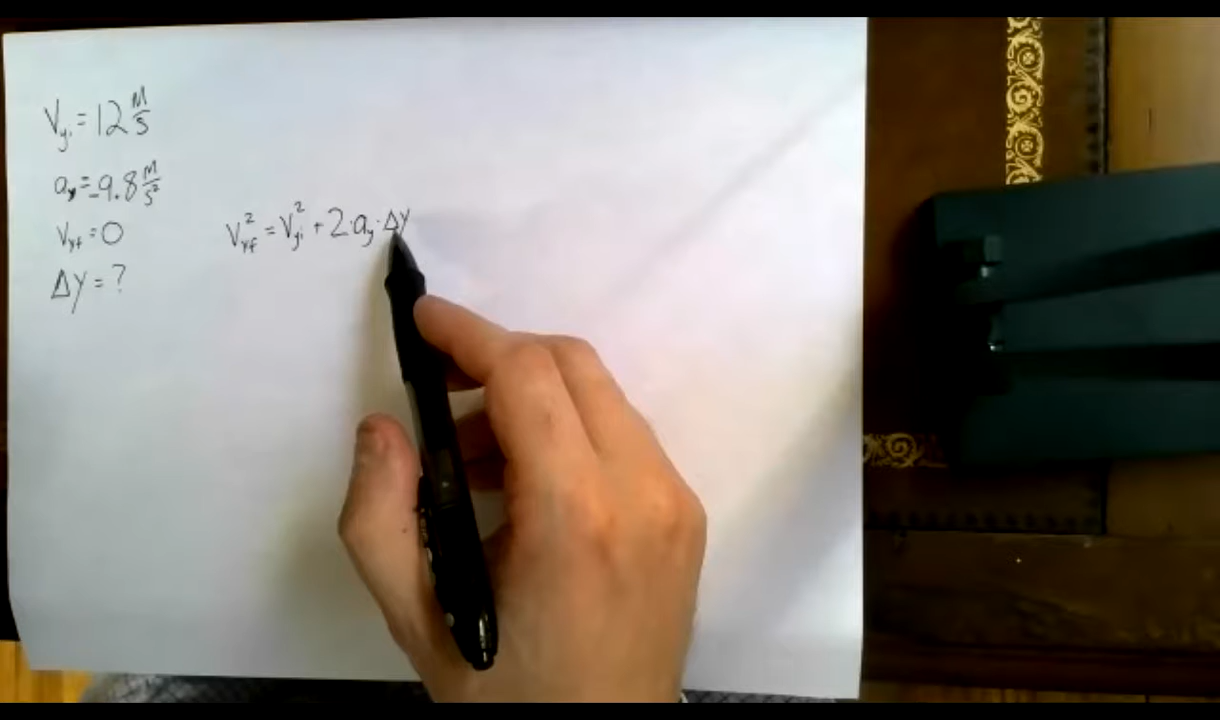 Vyi = 12 M/S
ay = -9.8 M/S²
Vyf = 0
Δy = ?
Vyf² = Vyi² + 2·ay·Δy